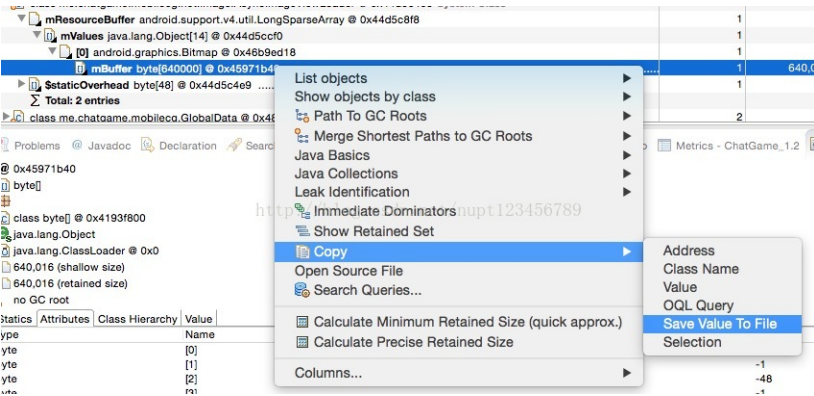 mResourceBuffer android.support.v4.util.LongSparseArray @ 0x44d5c8f8 1
mValues java.lang.Object[14] @ 0x44d5ccf0 1
[0] android.graphics.Bitmap @ 0x46b9ed18 1
mBuffer byte[640000] @ 0x45971b40 ..... 1 640,0
$staticOverhead byte[48] @ 0x44d5c4e9 ..... 1
Total: 2 entries
class me.chatgame.mobilecg.GlobalData @ 0x48 2
Problems @ Javadoc Declaration Searc Metrics - ChatGame_1.2
@ 0x45971b40
byte[]
class byte[] @ 0x4193f800
java.lang.Object
java.lang.ClassLoader @ 0x0
640,016 (shallow size)
640,016 (retained size)
no GC root
Statics Attributes Class Hierarchy Value
ype Name
yte [0]
yte [1] -1
yte [2] -48
yte [3] -1
List objects
Show objects by class
Path To GC Roots
Merge Shortest Paths to GC Roots
Java Basics
Java Collections
Leak Identification
Immediate Dominators
Show Retained Set
Copy
Open Source File
Search Queries...
Calculate Minimum Retained Size (quick approx.)
Calculate Precise Retained Size
Columns...
Address
Class Name
Value
OQL Query
Save Value To File
Selection
nupt123456789